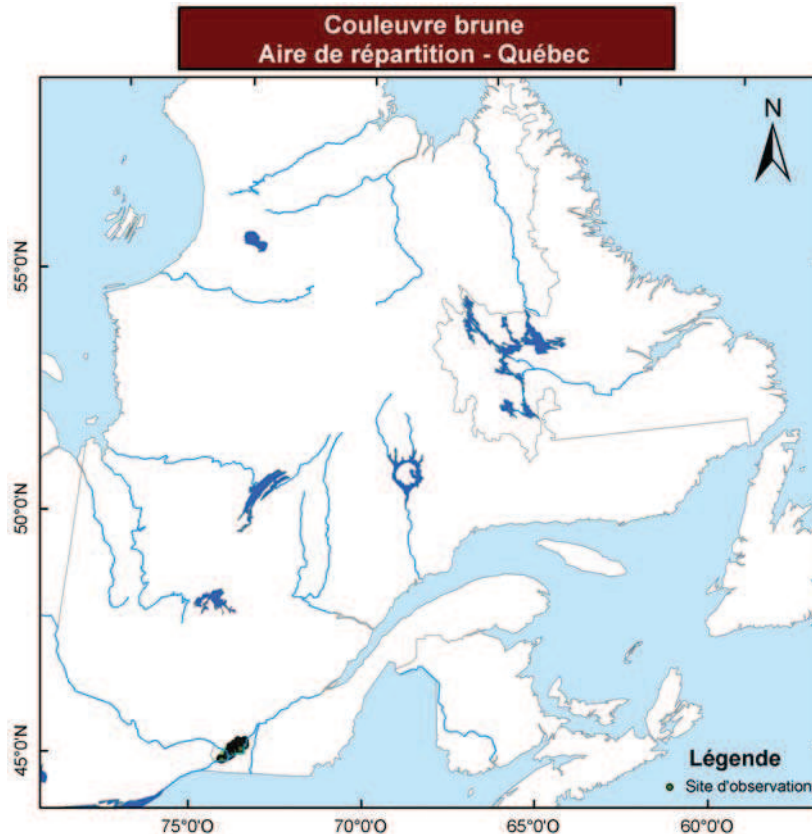 Couleuvre brune
Aire de répartition - Québec
N
55°0'N
50°0'N
45°0'N
Légende
Site d'observation
75°0'O
70°0'O
65°0'O
60°0'O